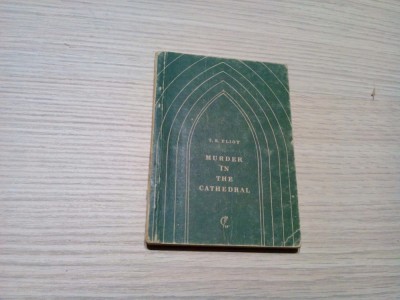 T. S. ELIOT
MURDER
IN
THE
CATHEDRAL